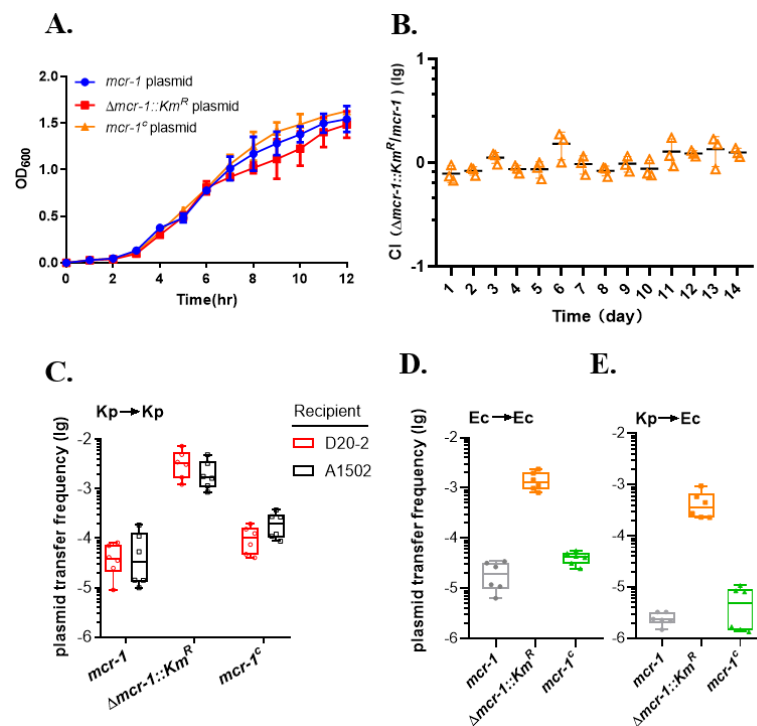 A.
mcr-1 plasmid
Δmcr-1::Kmᴿ plasmid
mcr-1ᶜ plasmid
OD₆₀₀
2.0
1.5
1.0
0.5
0.0
0 2 4 6 8 10 12
Time(hr)
B.
CI (Δmcr-1::Kmᴿ/mcr-1 ) (lg)
1
0
-1
1 2 3 4 5 6 7 8 9 10 11 12 13 14
Time (day)
C.
Kp→Kp
Recipient
D20-2
A1502
plasmid transfer frequency (lg)
-2
-3
-4
-5
-6
mcr-1
Δmcr-1::Kmᴿ
mcr-1ᶜ
D.
Ec→Ec
plasmid transfer frequency (lg)
-2
-3
-4
-5
-6
mcr-1
Δmcr-1::Kmᴿ
mcr-1ᶜ
E.
Kp→Ec
-2
-3
-4
-5
-6
mcr-1
Δmcr-1::Kmᴿ
mcr-1ᶜ